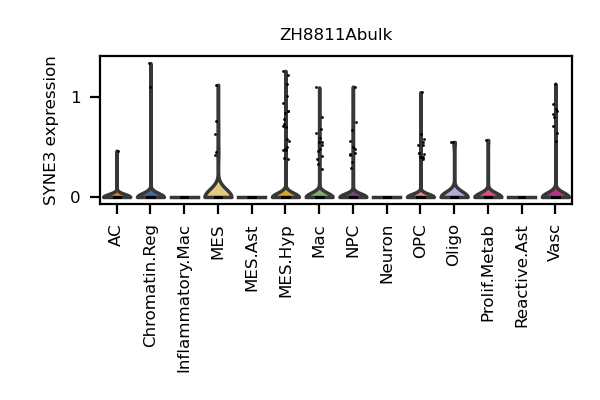 ZH8811Abulk
SYNE3 expression
1
0
AC
Chromatin.Reg
Inflammatory.Mac
MES
MES.Ast
MES.Hyp
Mac
NPC
Neuron
OPC
Oligo
Prolif.Metab
Reactive.Ast
Vasc